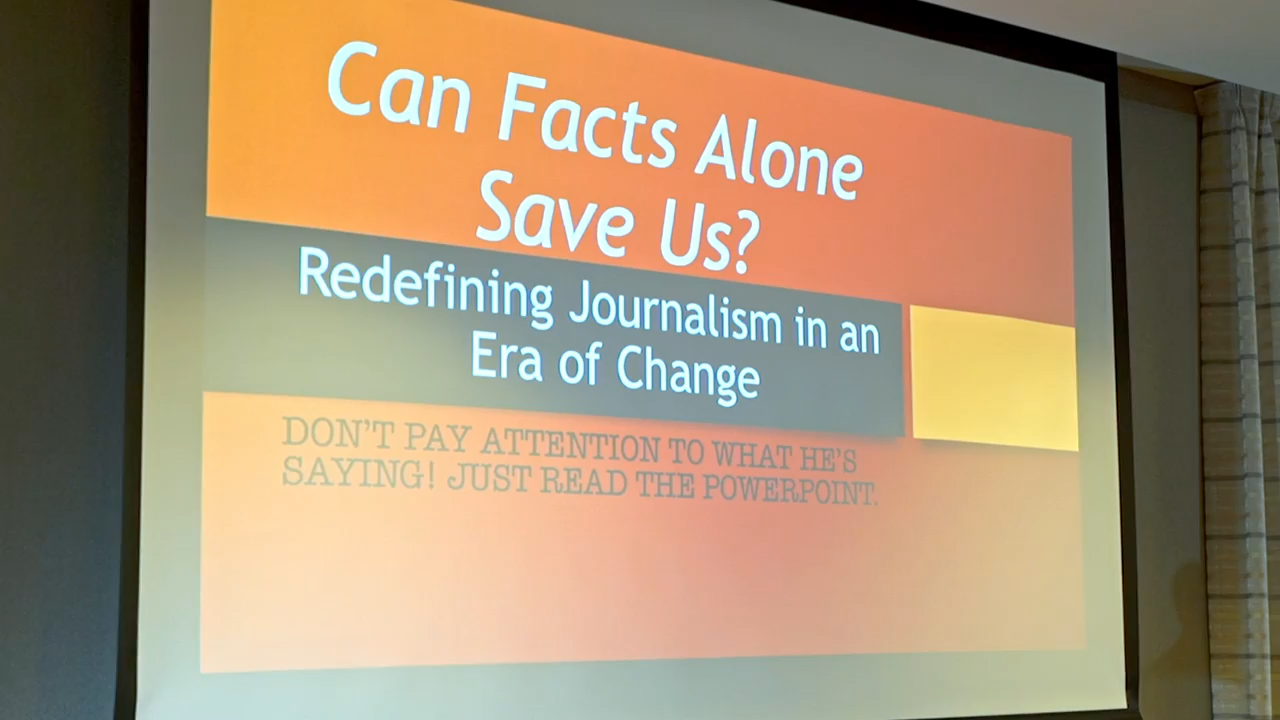 Can Facts Alone
Save Us?
Redefining Journalism in an
Era of Change
DON'T PAY ATTENTION TO WHAT HE'S
SAYING! JUST READ THE POWERPOINT.